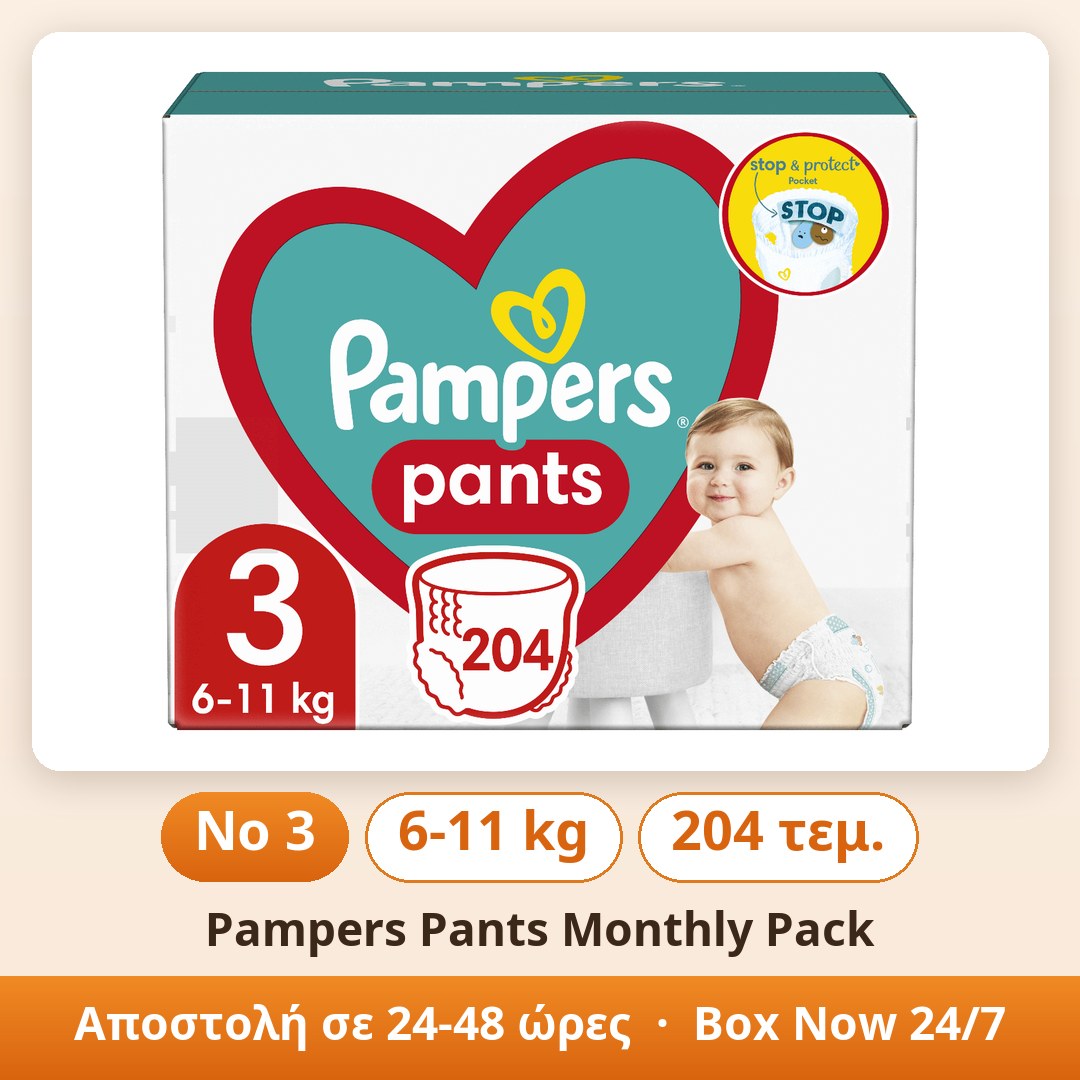 Pampers
stop & protect
Pocket
STOP
Pampers®
pants
3
6-11 kg
204
No 3
6-11 kg
204 τεμ.
Pampers Pants Monthly Pack
Αποστολή σε 24-48 ώρες · Box Now 24/7